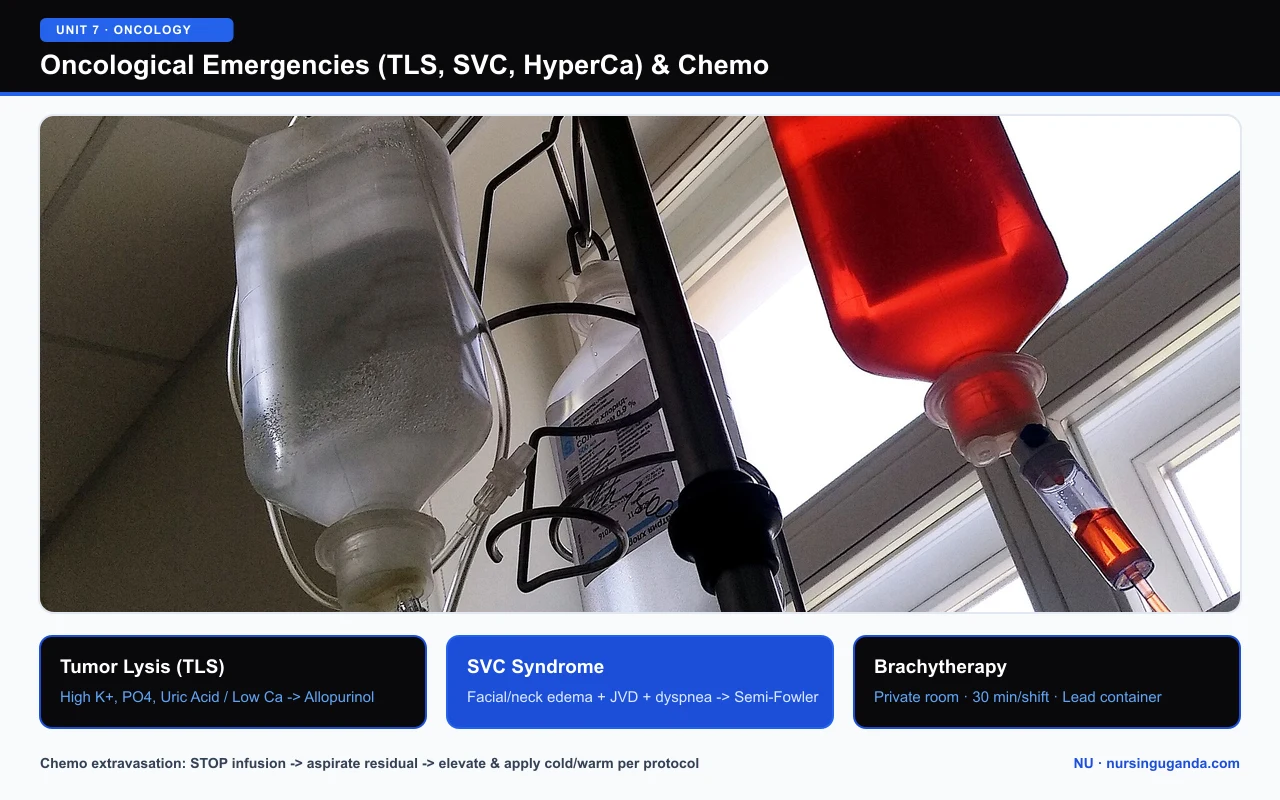 UNIT 7 · ONCOLOGY
Oncological Emergencies (TLS, SVC, HyperCa) & Chemo
0,9 %
Tumor Lysis (TLS)
High K+, PO4, Uric Acid / Low Ca -> Allopurinol
SVC Syndrome
Facial/neck edema + JVD + dyspnea -> Semi-Fowler
Brachytherapy
Private room · 30 min/shift · Lead container
Chemo extravasation: STOP infusion -> aspirate residual -> elevate & apply cold/warm per protocol
NU · nursinguganda.com